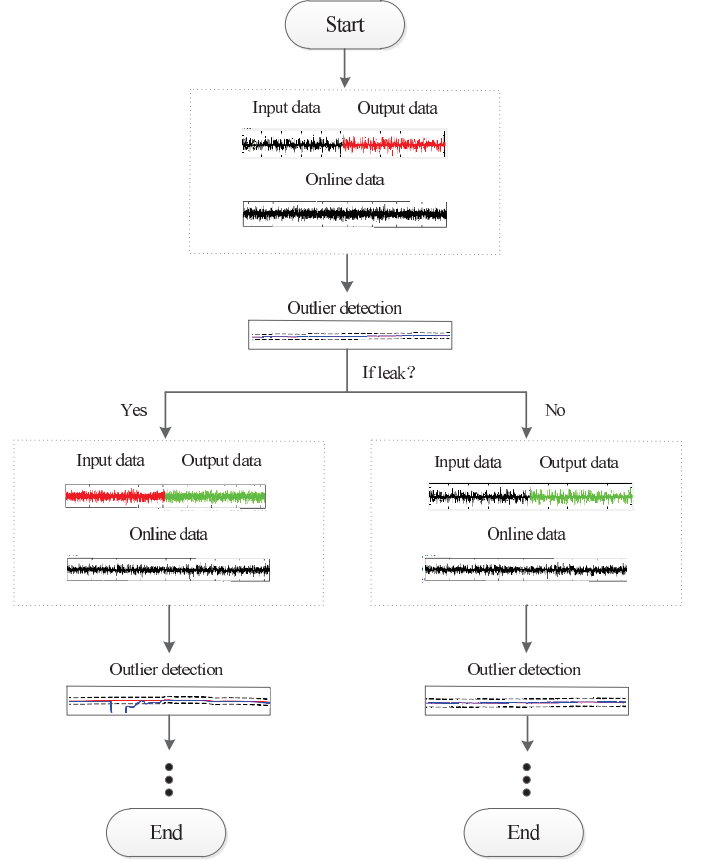 Start
Input data Output data
Online data
Outlier detection
If leak?
Yes No
Input data Output data
Online data
Input data Output data
Online data
Outlier detection
Outlier detection
End
End